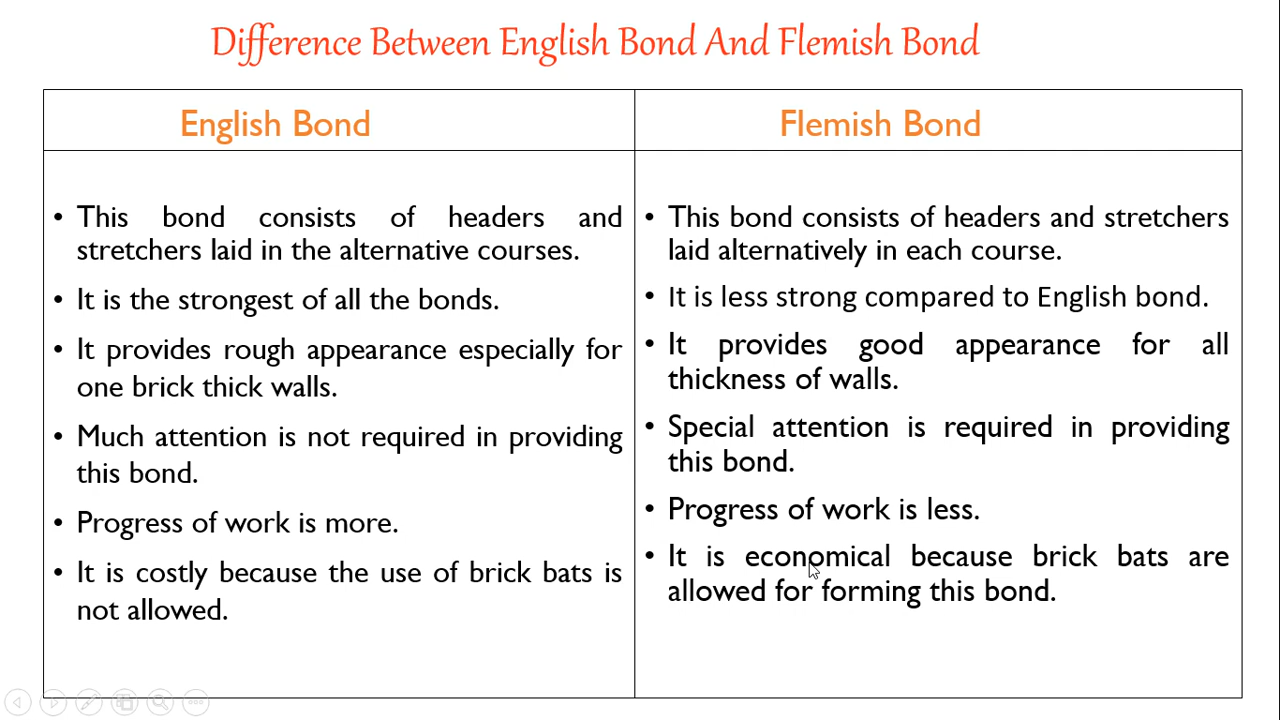 Difference Between English Bond And Flemish Bond
English Bond
• This bond consists of headers and
stretchers laid in the alternative courses.
• It is the strongest of all the bonds.
• It provides rough appearance especially for
one brick thick walls.
• Much attention is not required in providing
this bond.
• Progress of work is more.
• It is costly because the use of brick bats is
not allowed.
Flemish Bond
• This bond consists of headers and stretchers
laid alternatively in each course.
• It is less strong compared to English bond.
• It provides good appearance for all
thickness of walls.
• Special attention is required in providing
this bond.
• Progress of work is less.
• It is economical because brick bats are
allowed for forming this bond.